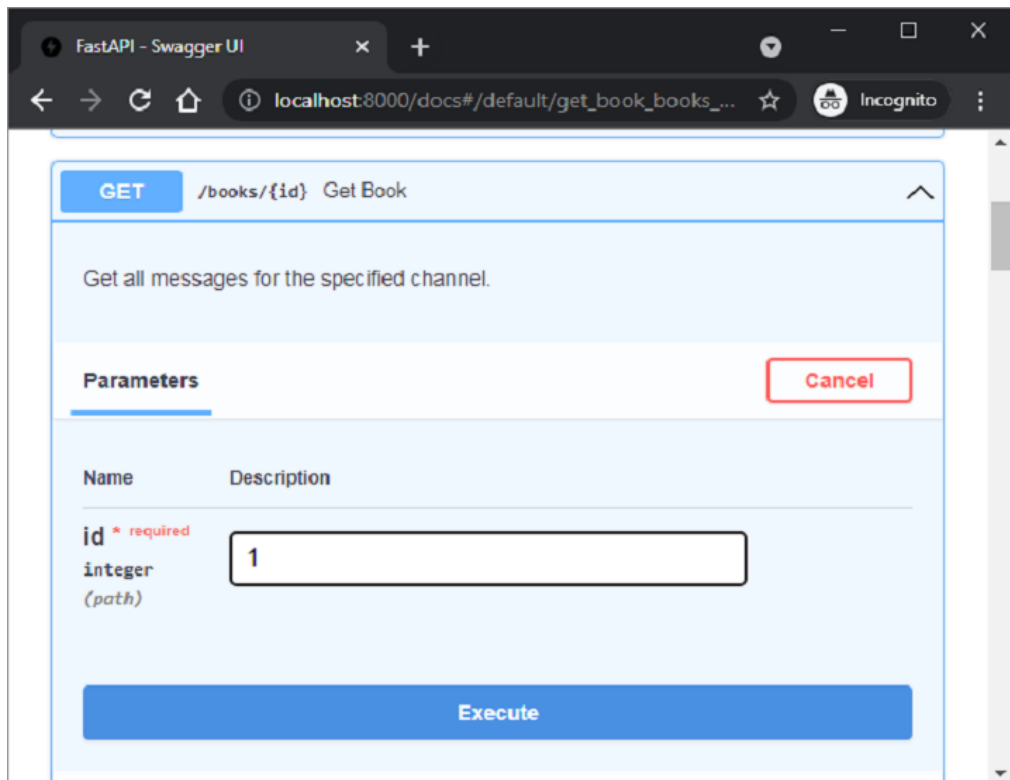 FastAPI - Swagger UI
localhost:8000/docs#/default/get_book_books_... Incognito
GET /books/{id} Get Book
Get all messages for the specified channel.
Parameters Cancel
Name Description
id * required 1
integer
(path)
Execute